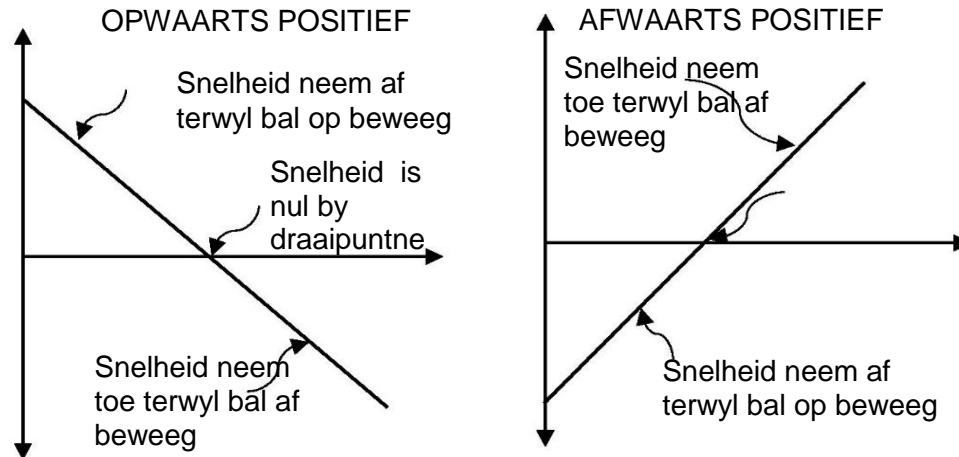 OPWAARTS POSITIEF
Snelheid neem af
terwyl bal op beweeg
Snelheid is
nul by
draaipuntne
Snelheid neem
toe terwyl bal af
beweeg
AFWAARTS POSITIEF
Snelheid neem
toe terwyl bal af
beweeg
Snelheid neem af
terwyl bal op beweeg